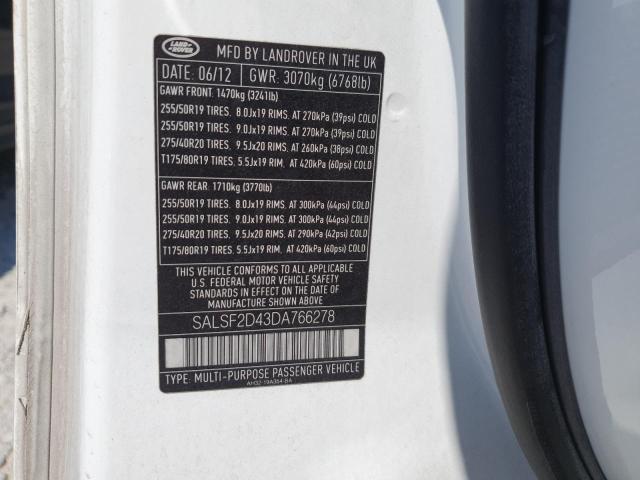 LAND ROVER
MFD BY LANDROVER IN THE UK
DATE: 06/12 GWR: 3070kg (6768lb)
GAWR FRONT: 1470kg (3241lb)
255/50R19 TIRES. 8.0Jx19 RIMS. AT 270kPa (39psi) COLD
255/50R19 TIRES. 9.0Jx19 RIMS. AT 270kPa (39psi) COLD
275/40R20 TIRES. 9.5Jx20 RIMS. AT 260kPa (38psi) COLD
T175/80R19 TIRES. 5.5Jx19 RIM. AT 420kPa (60psi) COLD
GAWR REAR: 1710kg (3770lb)
255/50R19 TIRES. 8.0Jx19 RIMS. AT 300kPa (44psi) COLD
255/50R19 TIRES. 9.0Jx19 RIMS. AT 300kPa (44psi) COLD
275/40R20 TIRES. 9.5Jx20 RIMS. AT 290kPa (42psi) COLD
T175/80R19 TIRES. 5.5Jx19 RIM. AT 420kPa (60psi) COLD
THIS VEHICLE CONFORMS TO ALL APPLICABLE
U.S. FEDERAL MOTOR VEHICLE SAFETY
STANDARDS IN EFFECT ON THE DATE OF
MANUFACTURE SHOWN ABOVE
SALSF2D43DA766278
TYPE: MULTI-PURPOSE PASSENGER VEHICLE
AH32-19A354-BA